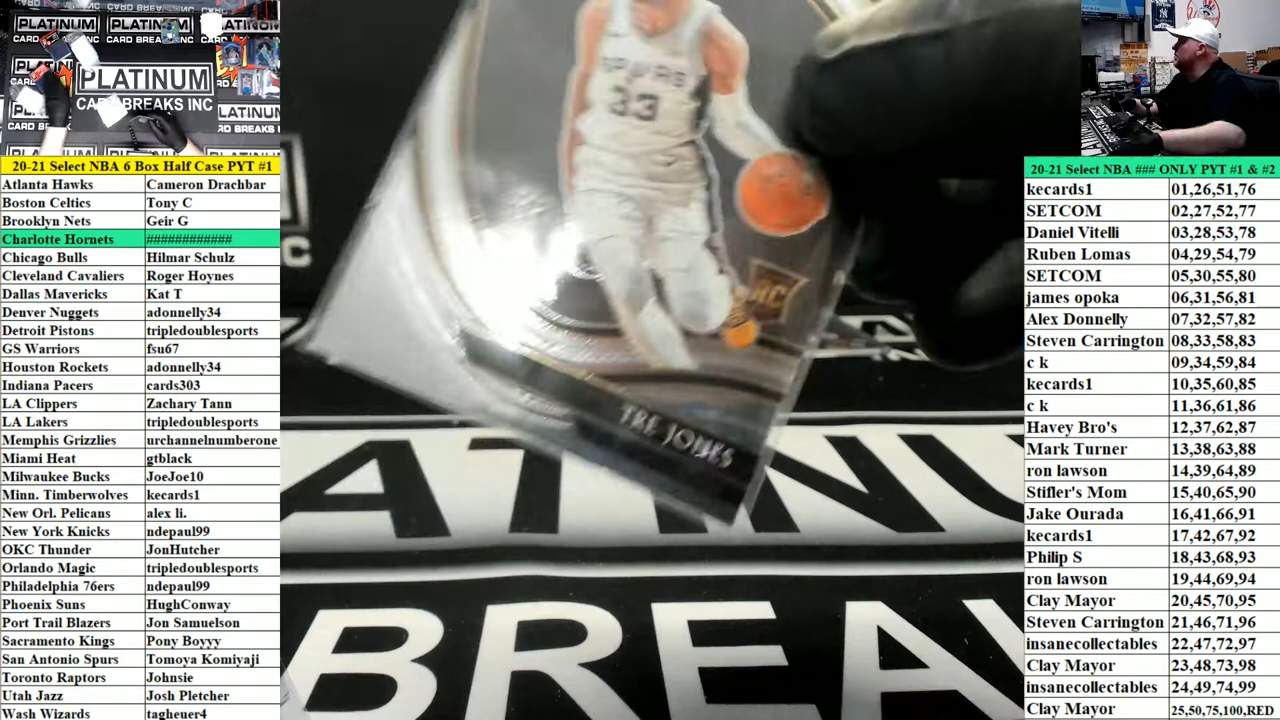 PLATINUM PLATINUM PLATINUM
CARD BREAKS INC
PLATINUM
CARD BREAKS INC
LATINUM
CARD BREAKS
20-21 Select NBA 6 Box Half Case PYT #1
Atlanta Hawks Cameron Drachbar
Boston Celtics Tony C
Brooklyn Nets Geir G
Charlotte Hornets ############
Chicago Bulls Hilmar Schulz
Cleveland Cavaliers Roger Hoynes
Dallas Mavericks Kat T
Denver Nuggets adonnelly34
Detroit Pistons tripledoublesports
GS Warriors fsu67
Houston Rockets adonnelly34
Indiana Pacers cards303
LA Clippers Zachary Tann
LA Lakers tripledoublesports
Memphis Grizzlies urchannelnumberone
Miami Heat gtblack
Milwaukee Bucks JoeJoe10
Minn. Timberwolves kecards1
New Orl. Pelicans alex li.
New York Knicks ndepaul99
OKC Thunder JonHutcher
Orlando Magic tripledoublesports
Philadelphia 76ers ndepaul99
Phoenix Suns HughConway
Port Trail Blazers Jon Samuelson
Sacramento Kings Pony Boyyy
San Antonio Spurs Tomoya Komiyaji
Toronto Raptors Johnsie
Utah Jazz Josh Pletcher
Wash Wizards tagheuer4
SPURS
33
RC
TRE JONES
C
ATINU
BREA
20-21 Select NBA ### ONLY PYT #1 & #2
kecards1 01,26,51,76
SETCOM 02,27,52,77
Daniel Vitelli 03,28,53,78
Ruben Lomas 04,29,54,79
SETCOM 05,30,55,80
james opoka 06,31,56,81
Alex Donnelly 07,32,57,82
Steven Carrington 08,33,58,83
c k 09,34,59,84
kecards1 10,35,60,85
c k 11,36,61,86
Havey Bro's 12,37,62,87
Mark Turner 13,38,63,88
ron lawson 14,39,64,89
Stifler's Mom 15,40,65,90
Jake Ourada 16,41,66,91
kecards1 17,42,67,92
Philip S 18,43,68,93
ron lawson 19,44,69,94
Clay Mayor 20,45,70,95
Steven Carrington 21,46,71,96
insanecollectables 22,47,72,97
Clay Mayor 23,48,73,98
insanecollectables 24,49,74,99
Clay Mayor 25,50,75,100,RED